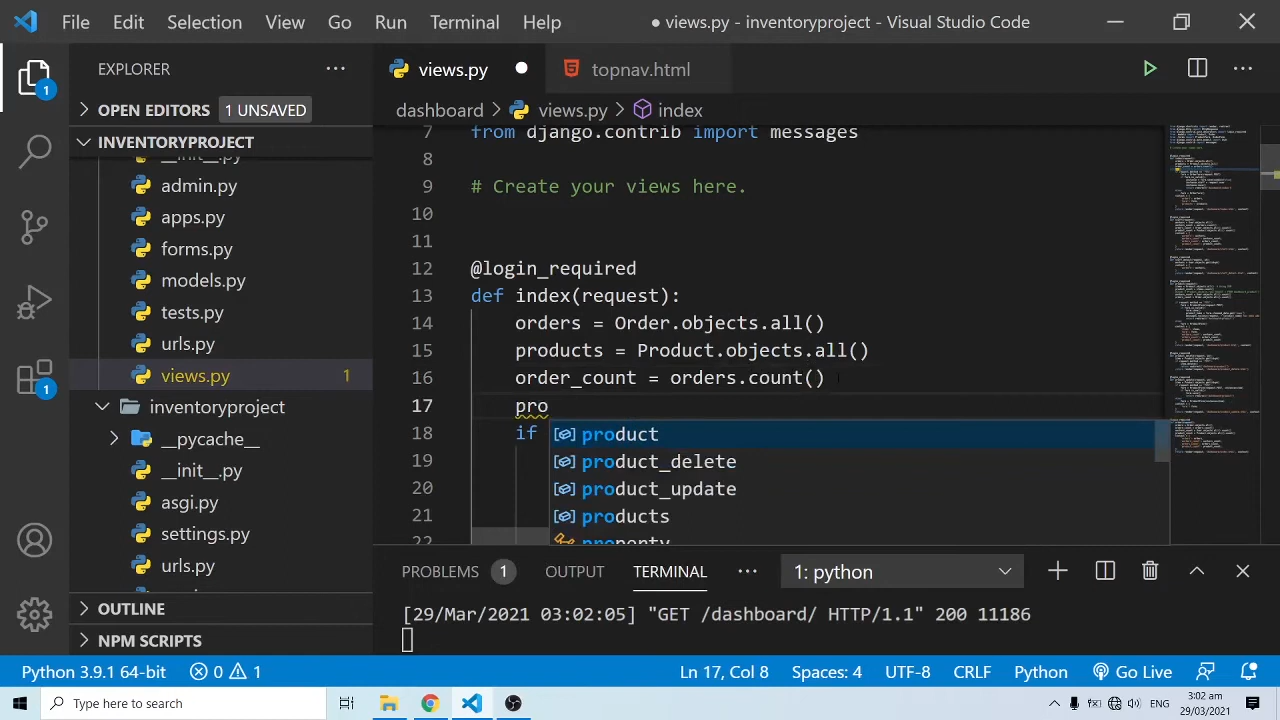 File Edit Selection View Go Run Terminal Help
● views.py - inventoryproject - Visual Studio Code
EXPLORER
OPEN EDITORS 1 UNSAVED
INVENTORYPROJECT
__init__.py
admin.py
apps.py
forms.py
models.py
tests.py
urls.py
views.py 1
inventoryproject
__pycache__
__init__.py
asgi.py
settings.py
urls.py
OUTLINE
NPM SCRIPTS
1
1
views.py
topnav.html
dashboard > views.py > index
7 from django.contrib import messages
8
9 # Create your views here.
10
11
12 @login_required
13 def index(request):
14 orders = Order.objects.all()
15 products = Product.objects.all()
16 order_count = orders.count()
17 pro
18 if
19
20
21
22
product
product_delete
product_update
products
property
PROBLEMS 1 OUTPUT TERMINAL ··· 1: python
[29/Mar/2021 03:02:05] "GET /dashboard/ HTTP/1.1" 200 11186
Python 3.9.1 64-bit 0 1 Ln 17, Col 8 Spaces: 4 UTF-8 CRLF Python Go Live
Type here to search
ENG
3:02 am
29/03/2021